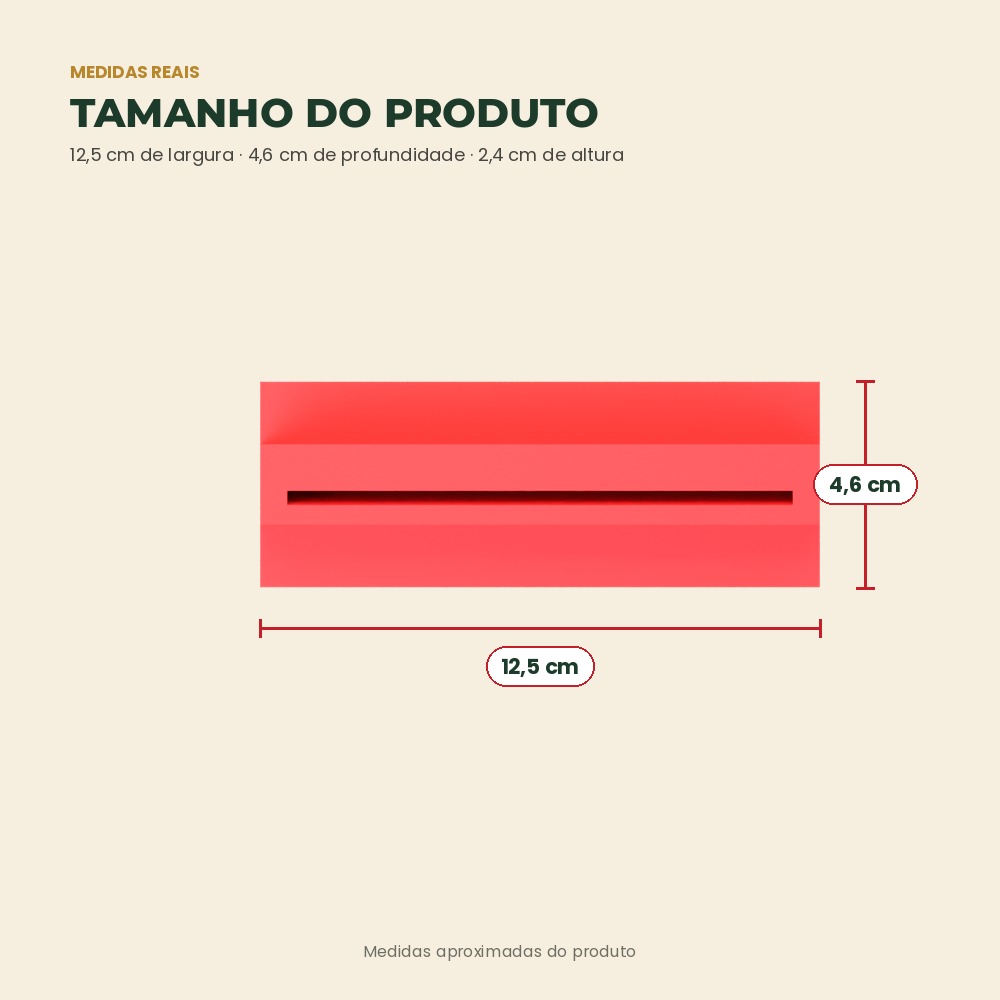 MEDIDAS REAIS
TAMANHO DO PRODUTO
12,5 cm de largura · 4,6 cm de profundidade · 2,4 cm de altura
4,6 cm
12,5 cm
Medidas aproximadas do produto